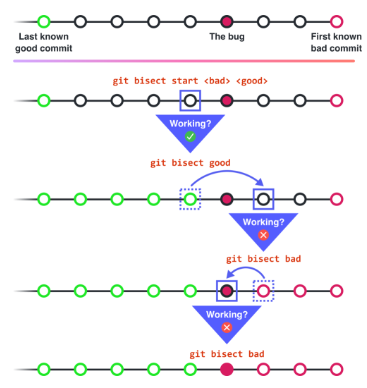 Last known
good commit
The bug
First known
bad commit
git bisect start <bad> <good>
Working?
git bisect good
Working?
git bisect bad
Working?
git bisect bad